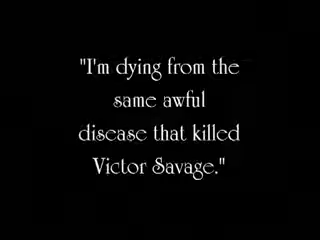 "I'm dying from the
same awful
disease that killed
Victor Savage."